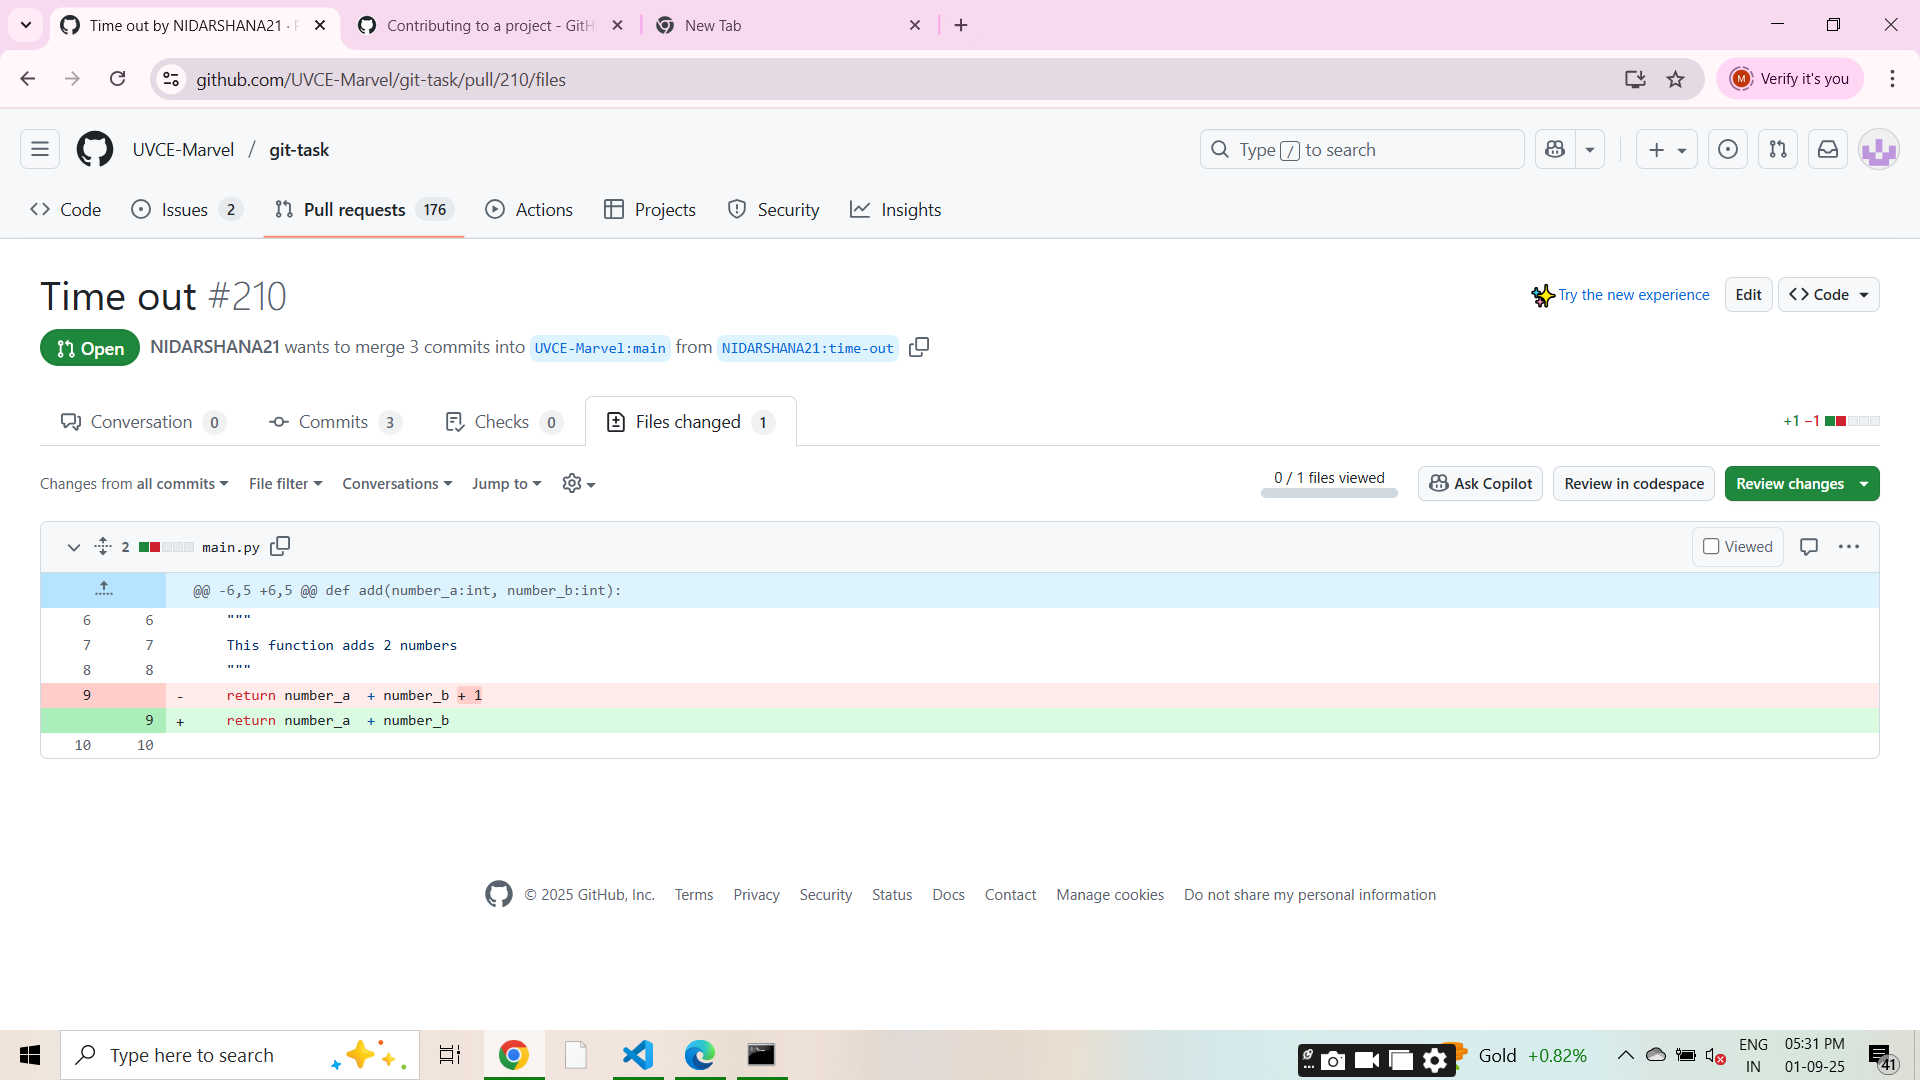 Time out by NIDARSHANA21 ·
Contributing to a project - GitH
New Tab
github.com/UVCE-Marvel/git-task/pull/210/files
M
Verify it's you
UVCE-Marvel / git-task
Type / to search
Code
Issues 2
Pull requests 176
Actions
Projects
Security
Insights
Time out #210
Try the new experience
Edit
Code
Open
NIDARSHANA21 wants to merge 3 commits into UVCE-Marvel:main from NIDARSHANA21:time-out
Conversation 0
Commits 3
Checks 0
Files changed 1
+1 −1
Changes from all commits
File filter
Conversations
Jump to
0 / 1 files viewed
Ask Copilot
Review in codespace
Review changes
2 main.py
Viewed
@@ -6,5 +6,5 @@ def add(number_a:int, number_b:int):
6 6 """
7 7 This function adds 2 numbers
8 8 """
9 - return number_a  + number_b + 1
9 + return number_a  + number_b
10 10
© 2025 GitHub, Inc.
Terms
Privacy
Security
Status
Docs
Contact
Manage cookies
Do not share my personal information
Type here to search
Gold +0.82%
ENG
IN
05:31 PM
01-09-25
41